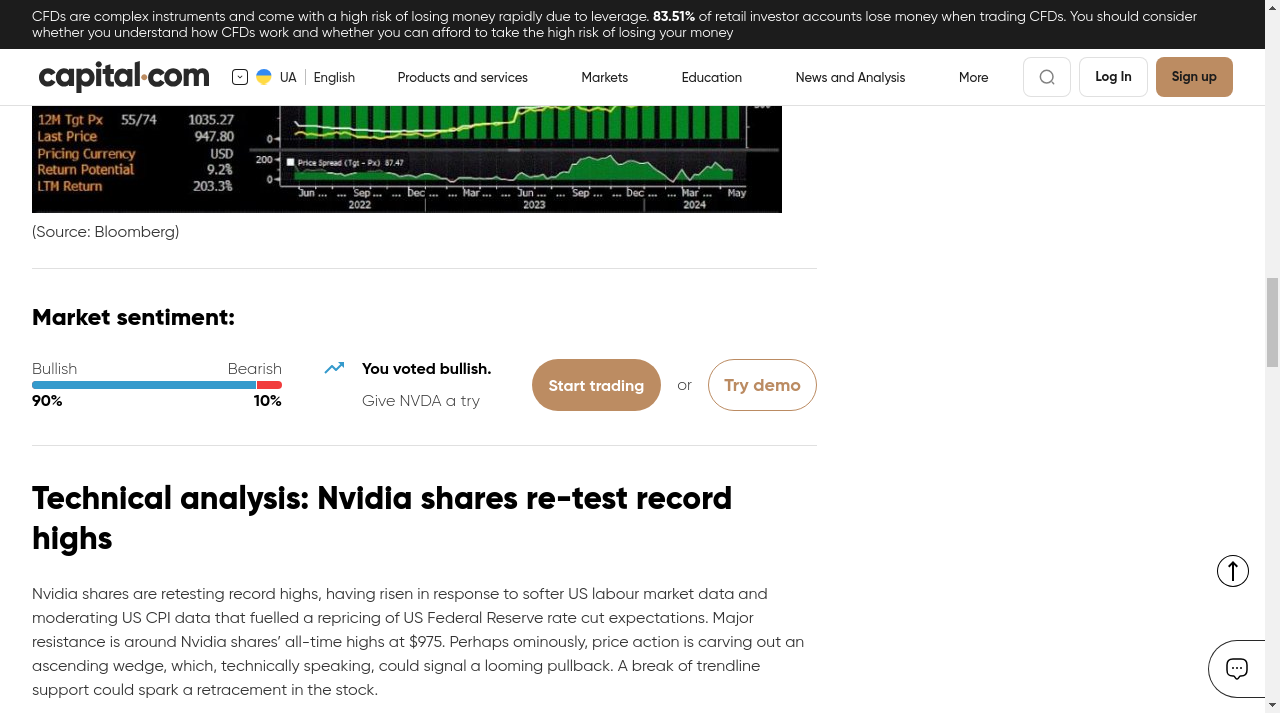 CFDs are complex instruments and come with a high risk of losing money rapidly due to leverage. 83.51% of retail investor accounts lose money when trading CFDs. You should consider
whether you understand how CFDs work and whether you can afford to take the high risk of losing your money
capital.com
UA
English
Products and services
Markets
Education
News and Analysis
More
Log In
Sign up
12M Tgt Px 55/74 1035.27
Last Price 947.80
Pricing Currency USD
Return Potential 9.2%
LTM Return 203.3%
0
200
0
Price Spread (Tgt - Px) 87.47
Jun ... ... Sep ... ... Dec ... Mar ... ... Jun ... ... Sep ... ... Dec ... ... Mar ... May
2022 2023 2024
(Source: Bloomberg)
Market sentiment:
Bullish Bearish
90% 10%
You voted bullish.
Give NVDA a try
Start trading
or
Try demo
Technical analysis: Nvidia shares re-test record
highs
Nvidia shares are retesting record highs, having risen in response to softer US labour market data and
moderating US CPI data that fuelled a repricing of US Federal Reserve rate cut expectations. Major
resistance is around Nvidia shares’ all-time highs at $975. Perhaps ominously, price action is carving out an
ascending wedge, which, technically speaking, could signal a looming pullback. A break of trendline
support could spark a retracement in the stock.